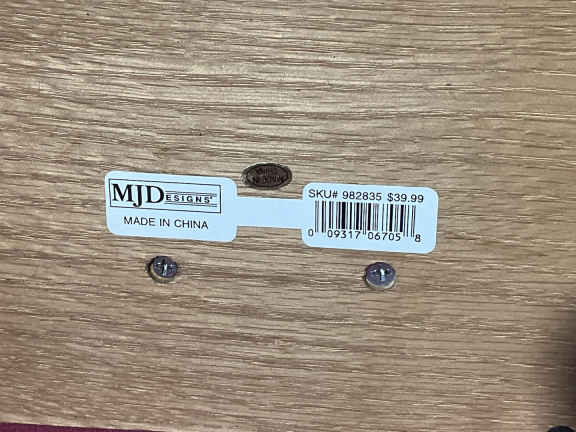 MJDESIGNS
MADE IN CHINA
SKU# 982835 $39.99
0 09317 06705 8